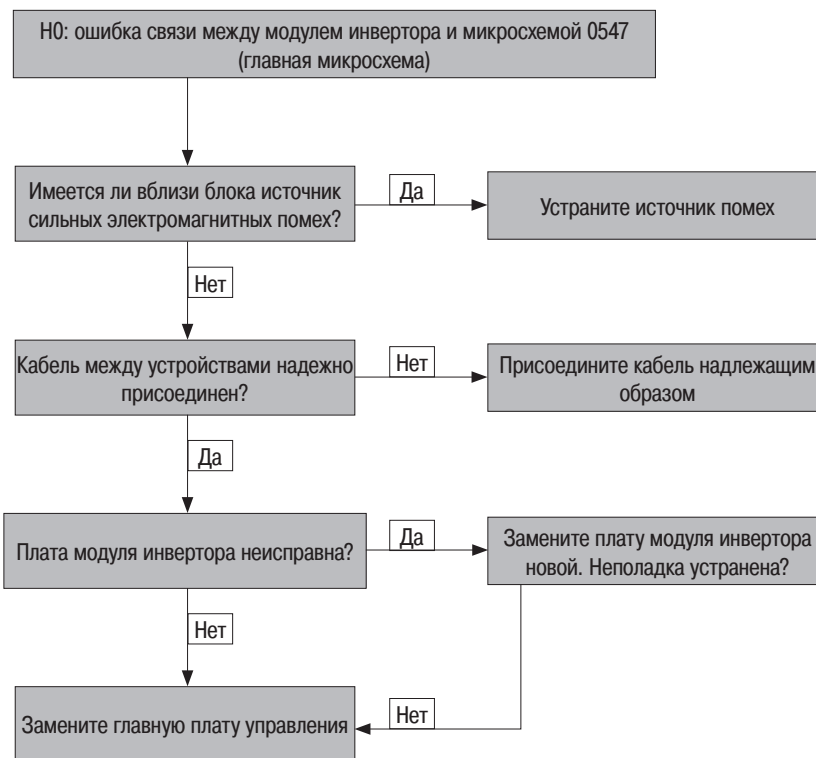 H0: ошибка связи между модулем инвертора и микросхемой 0547
(главная микросхема)
Имеется ли вблизи блока источник
сильных электромагнитных помех?
Да
Устраните источник помех
Нет
Кабель между устройствами надежно
присоединен?
Нет
Присоедините кабель надлежащим
образом
Да
Плата модуля инвертора неисправна?
Да
Замените плату модуля инвертора
новой. Неполадка устранена?
Нет
Замените главную плату управления
Нет